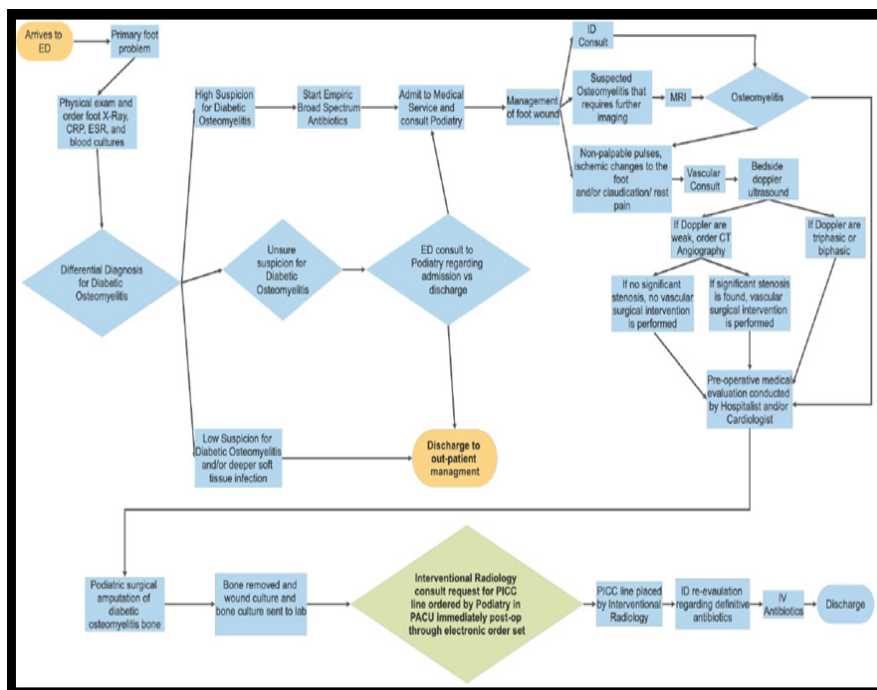 Arrives to
ED
Primary foot
problem
Physical exam and
order foot X-Ray,
CRP, ESR, and
blood cultures
Differential Diagnosis
for Diabetic
Osteomyelitis
High Suspicion
for Diabetic
Osteomyelitis
Start Empiric
Broad Spectrum
Antibiotics
Admit to Medical
Service and
consult Podiatry
Management
of foot wound
ID
Consult
Suspected
Osteomyelitis that
requires further
imaging
MRI
Osteomyelitis
Non-palpable pulses,
ischemic changes to the
foot
and/or claudication/ rest
pain
Vascular
Consult
Bedside
doppler
ultrasound
If Doppler are
weak, order CT
Angiography
If Doppler are
triphasic or
biphasic
If no significant
stenosis, no vascular
surgical intervention
is performed
If significant stenosis
is found, vascular
surgical intervention
is performed
Pre-operative medical
evaluation conducted
by Hospitalist and/or
Cardiologist
Unsure
suspicion for
Diabetic
Osteomyelitis
ED consult to
Podiatry regarding
admission vs
discharge
Low Suspicion for
Diabetic Osteomyelitis
and/or deeper soft
tissue infection
Discharge to
out-patient
managment
Podiatric surgical
amputation of
diabetic
osteomyelitis bone
Bone removed and
wound culture and
bone culture sent to
lab
Interventional Radiology
consult request for PICC
line ordered by Podiatry in
PACU immediately post-op
through electronic order set
PICC line placed
by Interventional
Radiology
ID re-evaulation
regarding definitive
antibiotics
IV
Antibiotics
Discharge